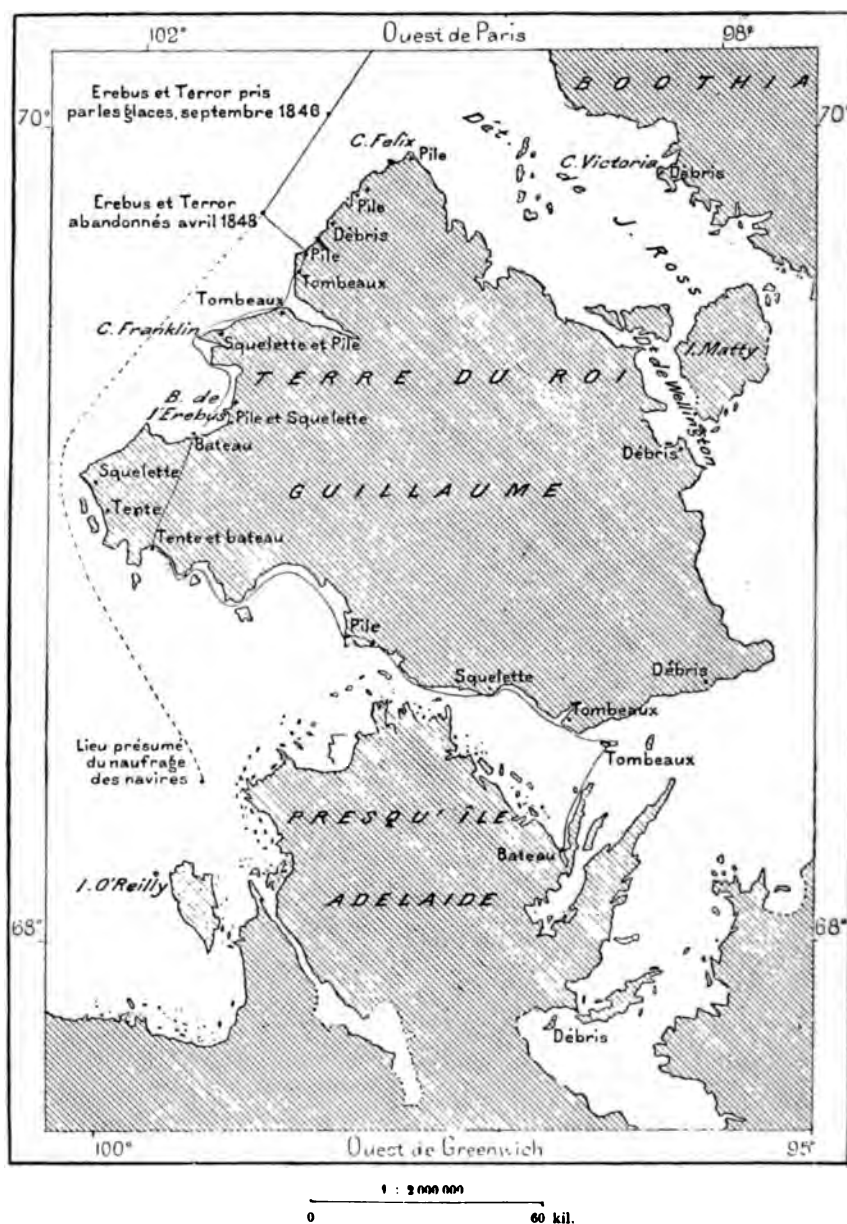 102° Ouest de Paris 98°
BOOTHIA
Erebus et Terror pris
par les glaces, septembre 1846
70° 70°
C. Felix
Pile
Dét. de J. Ross
C. Victoria
Débris
Erebus et Terror
abandonnés avril 1848
Pile
Débris
Pile
Tombeaux
Tombeaux
C. Franklin
Squelette et Pile
I. Matty
Dt de Wellington
TERRE DU ROI
B. de
l'Erebus
Pile et Squelette
Bateau
Débris
Squelette
GUILLAUME
Tente
Tente et bateau
Pile
Squelette
Débris
Tombeaux
Lieu présumé
du naufrage
des navires
Tombeaux
PRESQU'ÎLE
Bateau
I. O'Reilly
ADELAIDE
68° 68°
Débris
100° Ouest de Greenwich 95°
1 : 2 000 000
0 60 kil.